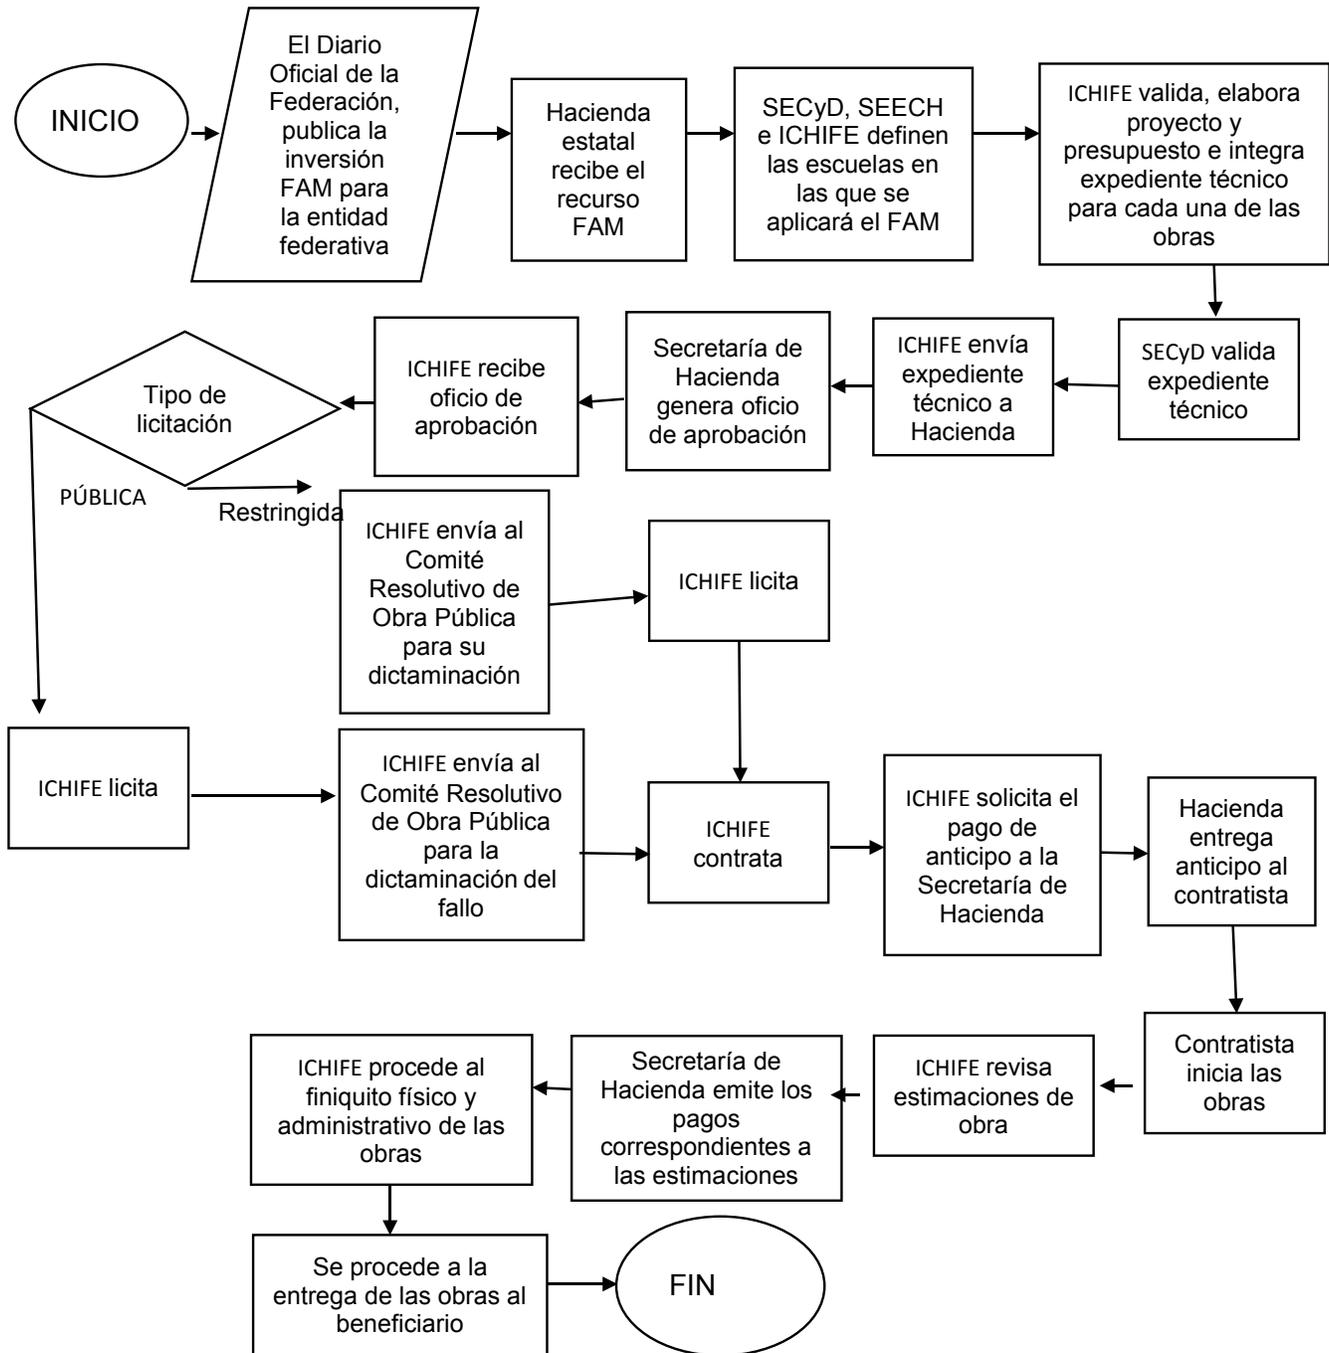 INICIO
El Diario
Oficial de la
Federación,
publica la
inversión
FAM para
la entidad
federativa
Hacienda
estatal
recibe el
recurso
FAM
SECyD, SEECH
e ICHIFE definen
las escuelas en
las que se
aplicará el FAM
ICHIFE valida, elabora
proyecto y
presupuesto e integra
expediente técnico
para cada una de las
obras
SECyD valida
expediente
técnico
ICHIFE envía
expediente
técnico a
Hacienda
Secretaría de
Hacienda
genera oficio
de aprobación
ICHIFE recibe
oficio de
aprobación
Tipo de
licitación
PÚBLICA
Restringida
ICHIFE envía al
Comité
Resolutivo de
Obra Pública
para su
dictaminación
ICHIFE licita
ICHIFE licita
ICHIFE envía al
Comité Resolutivo
de Obra Pública
para la
dictaminación del
fallo
ICHIFE
contrata
ICHIFE solicita el
pago de
anticipo a la
Secretaría de
Hacienda
Hacienda
entrega
anticipo al
contratista
Contratista
inicia las
obras
ICHIFE revisa
estimaciones de
obra
Secretaría de
Hacienda emite los
pagos
correspondientes a
las estimaciones
ICHIFE procede al
finiquito físico y
administrativo de las
obras
Se procede a la
entrega de las obras al
beneficiario
FIN